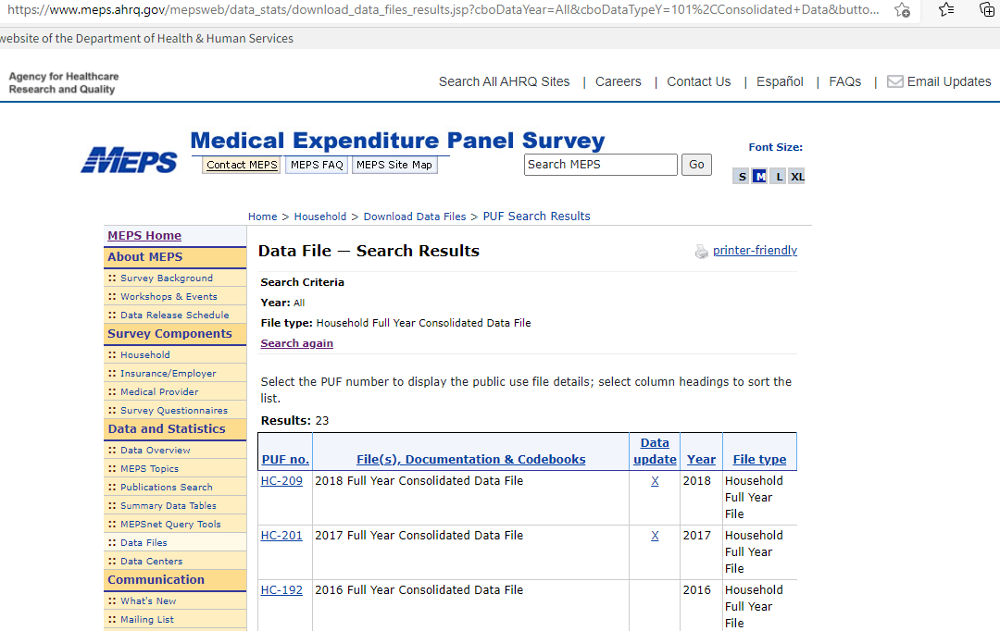 https://www.meps.ahrq.gov/mepsweb/data_stats/download_data_files_results.jsp?cboDataYear=All&cboDataTypeY=101%2CConsolidated+Data&butto...
website of the Department of Health & Human Services
Agency for Healthcare
Research and Quality
Search All AHRQ Sites | Careers | Contact Us | Español | FAQs | Email Updates
MEPS
Medical Expenditure Panel Survey
Contact MEPS MEPS FAQ MEPS Site Map
Search MEPS Go
Font Size:
S M L XL
Home > Household > Download Data Files > PUF Search Results
MEPS Home
About MEPS
:: Survey Background
:: Workshops & Events
:: Data Release Schedule
Survey Components
:: Household
:: Insurance/Employer
:: Medical Provider
:: Survey Questionnaires
Data and Statistics
:: Data Overview
:: MEPS Topics
:: Publications Search
:: Summary Data Tables
:: MEPSnet Query Tools
:: Data Files
:: Data Centers
Communication
:: What's New
:: Mailing List
Data File — Search Results
printer-friendly
Search Criteria
Year: All
File type: Household Full Year Consolidated Data File
Search again
Select the PUF number to display the public use file details; select column headings to sort the
list.
Results: 23
PUF no. File(s), Documentation & Codebooks Data update Year File type
HC-209 2018 Full Year Consolidated Data File X 2018 Household
Full Year
File
HC-201 2017 Full Year Consolidated Data File X 2017 Household
Full Year
File
HC-192 2016 Full Year Consolidated Data File 2016 Household
Full Year
File